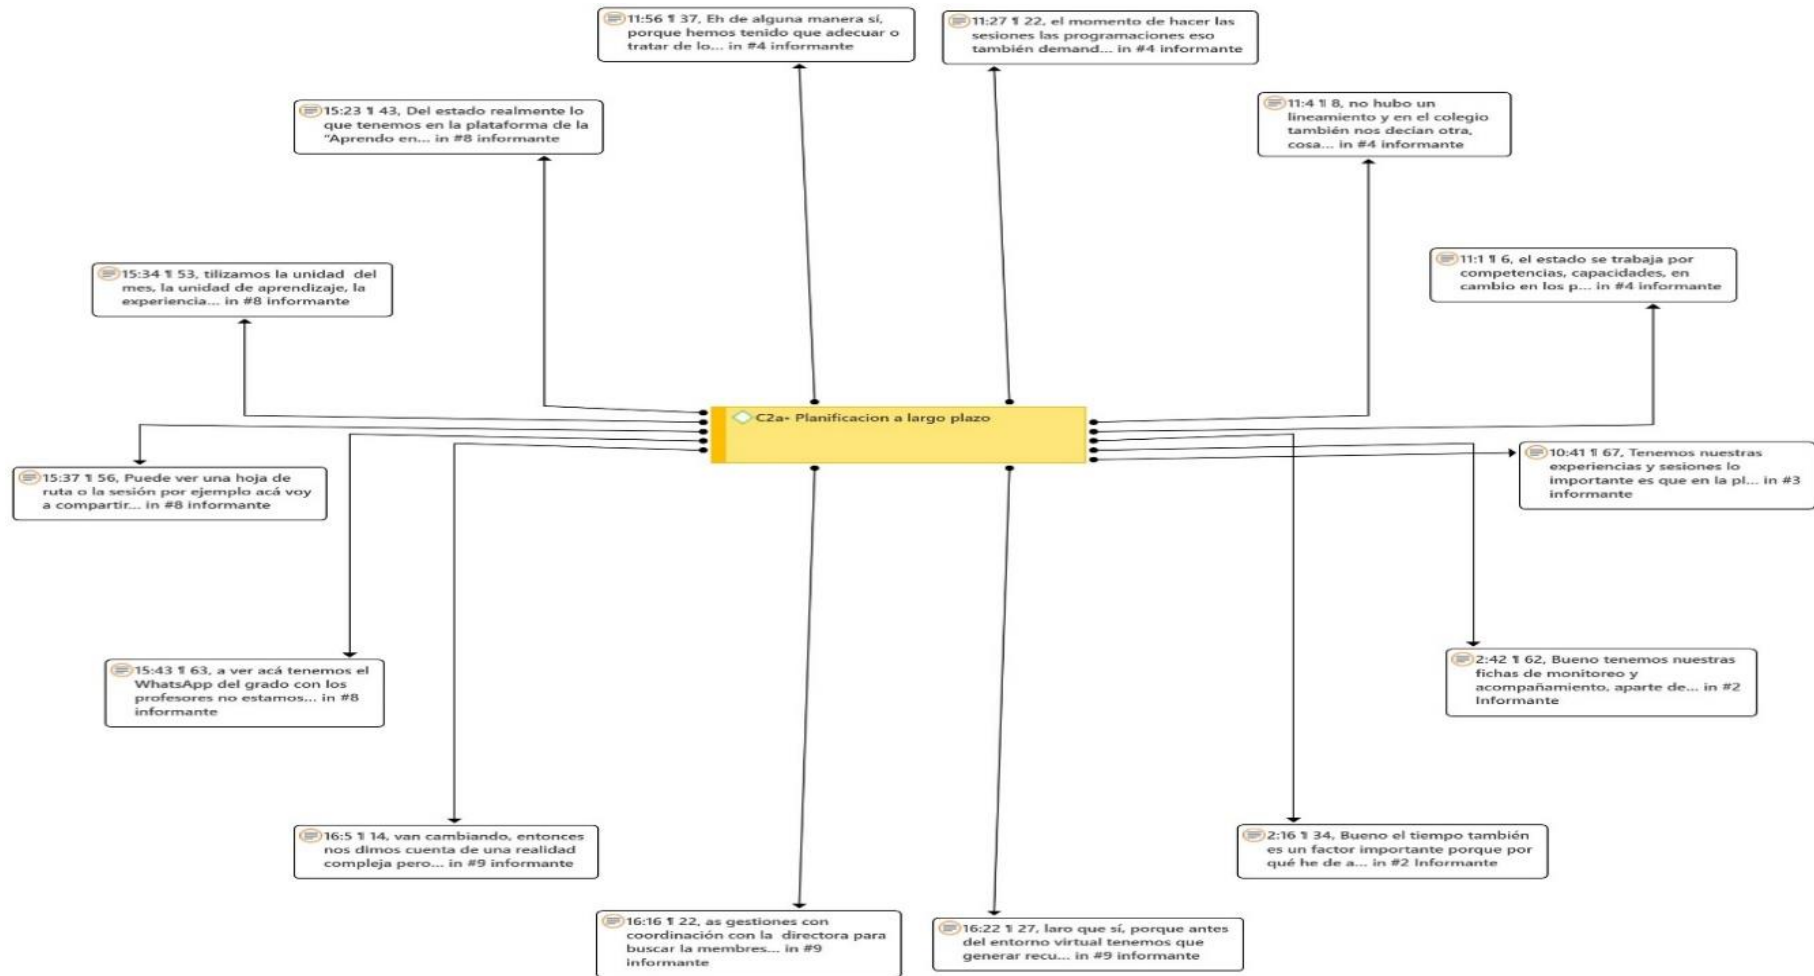 11:56 ¶ 37, Eh de alguna manera sí,
porque hemos tenido que adecuar o
tratar de lo... in #4 informante
11:27 ¶ 22, el momento de hacer las
sesiones las programaciones eso
también demand... in #4 informante
15:23 ¶ 43, Del estado realmente lo
que tenemos en la plataforma de la
"Aprendo en... in #8 informante
11:4 ¶ 8, no hubo un
lineamiento y en el colegio
también nos decían otra,
cosa... in #4 informante
15:34 ¶ 53, tilizamos la unidad  del
mes, la unidad de aprendizaje, la
experiencia... in #8 informante
11:1 ¶ 6, el estado se trabaja por
competencias, capacidades, en
cambio en los p... in #4 informante
C2a- Planificacion a largo plazo
15:37 ¶ 56, Puede ver una hoja de
ruta o la sesión por ejemplo acá voy
a compartir... in #8 informante
10:41 ¶ 67, Tenemos nuestras
experiencias y sesiones lo
importante es que en la pl... in #3
informante
15:43 ¶ 63, a ver acá tenemos el
WhatsApp del grado con los
profesores no estamos... in #8
informante
2:42 ¶ 62, Bueno tenemos nuestras
fichas de monitoreo y
acompañamiento, aparte de... in #2
Informante
16:5 ¶ 14, van cambiando, entonces
nos dimos cuenta de una realidad
compleja pero... in #9 informante
2:16 ¶ 34, Bueno el tiempo también
es un factor importante porque por
qué he de a... in #2 Informante
16:16 ¶ 22, as gestiones con
coordinación con la  directora para
buscar la membres... in #9
informante
16:22 ¶ 27, laro que sí, porque antes
del entorno virtual tenemos que
generar recu... in #9 informante